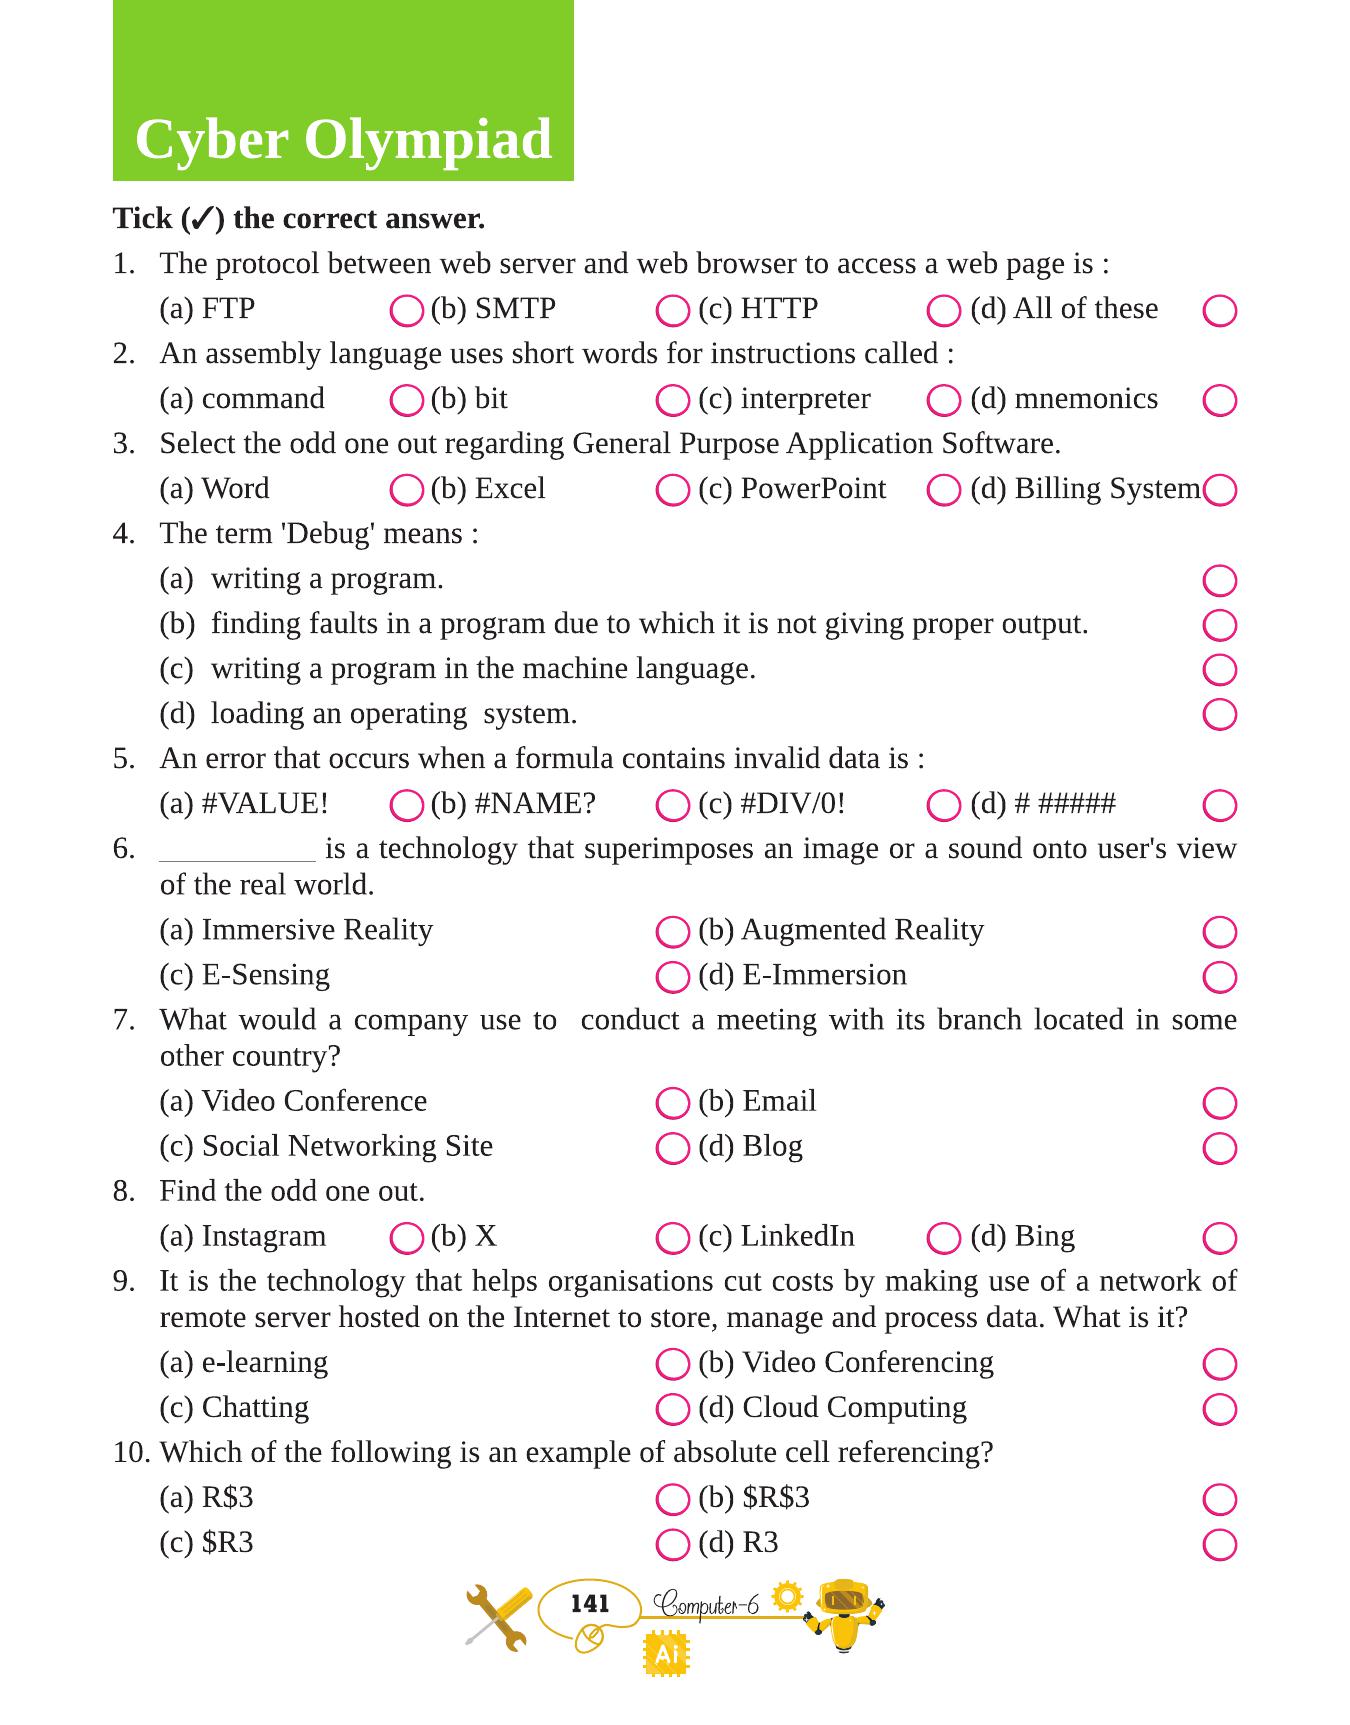 Cyber Olympiad
Tick (✓) the correct answer.
1. The protocol between web server and web browser to access a web page is :
(a) FTP (b) SMTP (c) HTTP (d) All of these
2. An assembly language uses short words for instructions called :
(a) command (b) bit (c) interpreter (d) mnemonics
3. Select the odd one out regarding General Purpose Application Software.
(a) Word (b) Excel (c) PowerPoint (d) Billing System
4. The term 'Debug' means :
(a) writing a program.
(b) finding faults in a program due to which it is not giving proper output.
(c) writing a program in the machine language.
(d) loading an operating system.
5. An error that occurs when a formula contains invalid data is :
(a) #VALUE! (b) #NAME? (c) #DIV/0! (d) # #####
6. __________ is a technology that superimposes an image or a sound onto user's view
of the real world.
(a) Immersive Reality (b) Augmented Reality
(c) E-Sensing (d) E-Immersion
7. What would a company use to conduct a meeting with its branch located in some
other country?
(a) Video Conference (b) Email
(c) Social Networking Site (d) Blog
8. Find the odd one out.
(a) Instagram (b) X (c) LinkedIn (d) Bing
9. It is the technology that helps organisations cut costs by making use of a network of
remote server hosted on the Internet to store, manage and process data. What is it?
(a) e-learning (b) Video Conferencing
(c) Chatting (d) Cloud Computing
10. Which of the following is an example of absolute cell referencing?
(a) R$3 (b) $R$3
(c) $R3 (d) R3
141 Computer-6
Ai